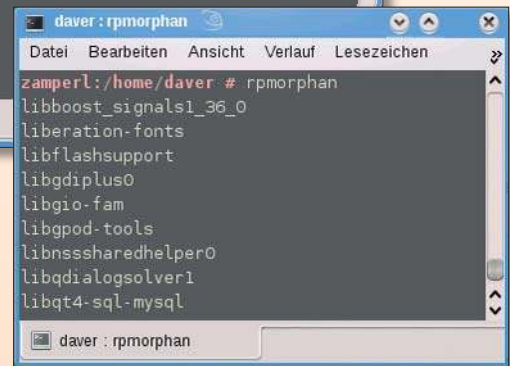 daver : rpmorphan
Datei Bearbeiten Ansicht Verlauf Lesezeichen
zamperl:/home/daver # rpmorphan
libboost_signals1_36_0
liberation-fonts
libflashsupport
libgdiplus0
libgio-fam
libgpod-tools
libnsssharedhelper0
libqdialogsolver1
libqt4-sql-mysql
daver : rpmorphan